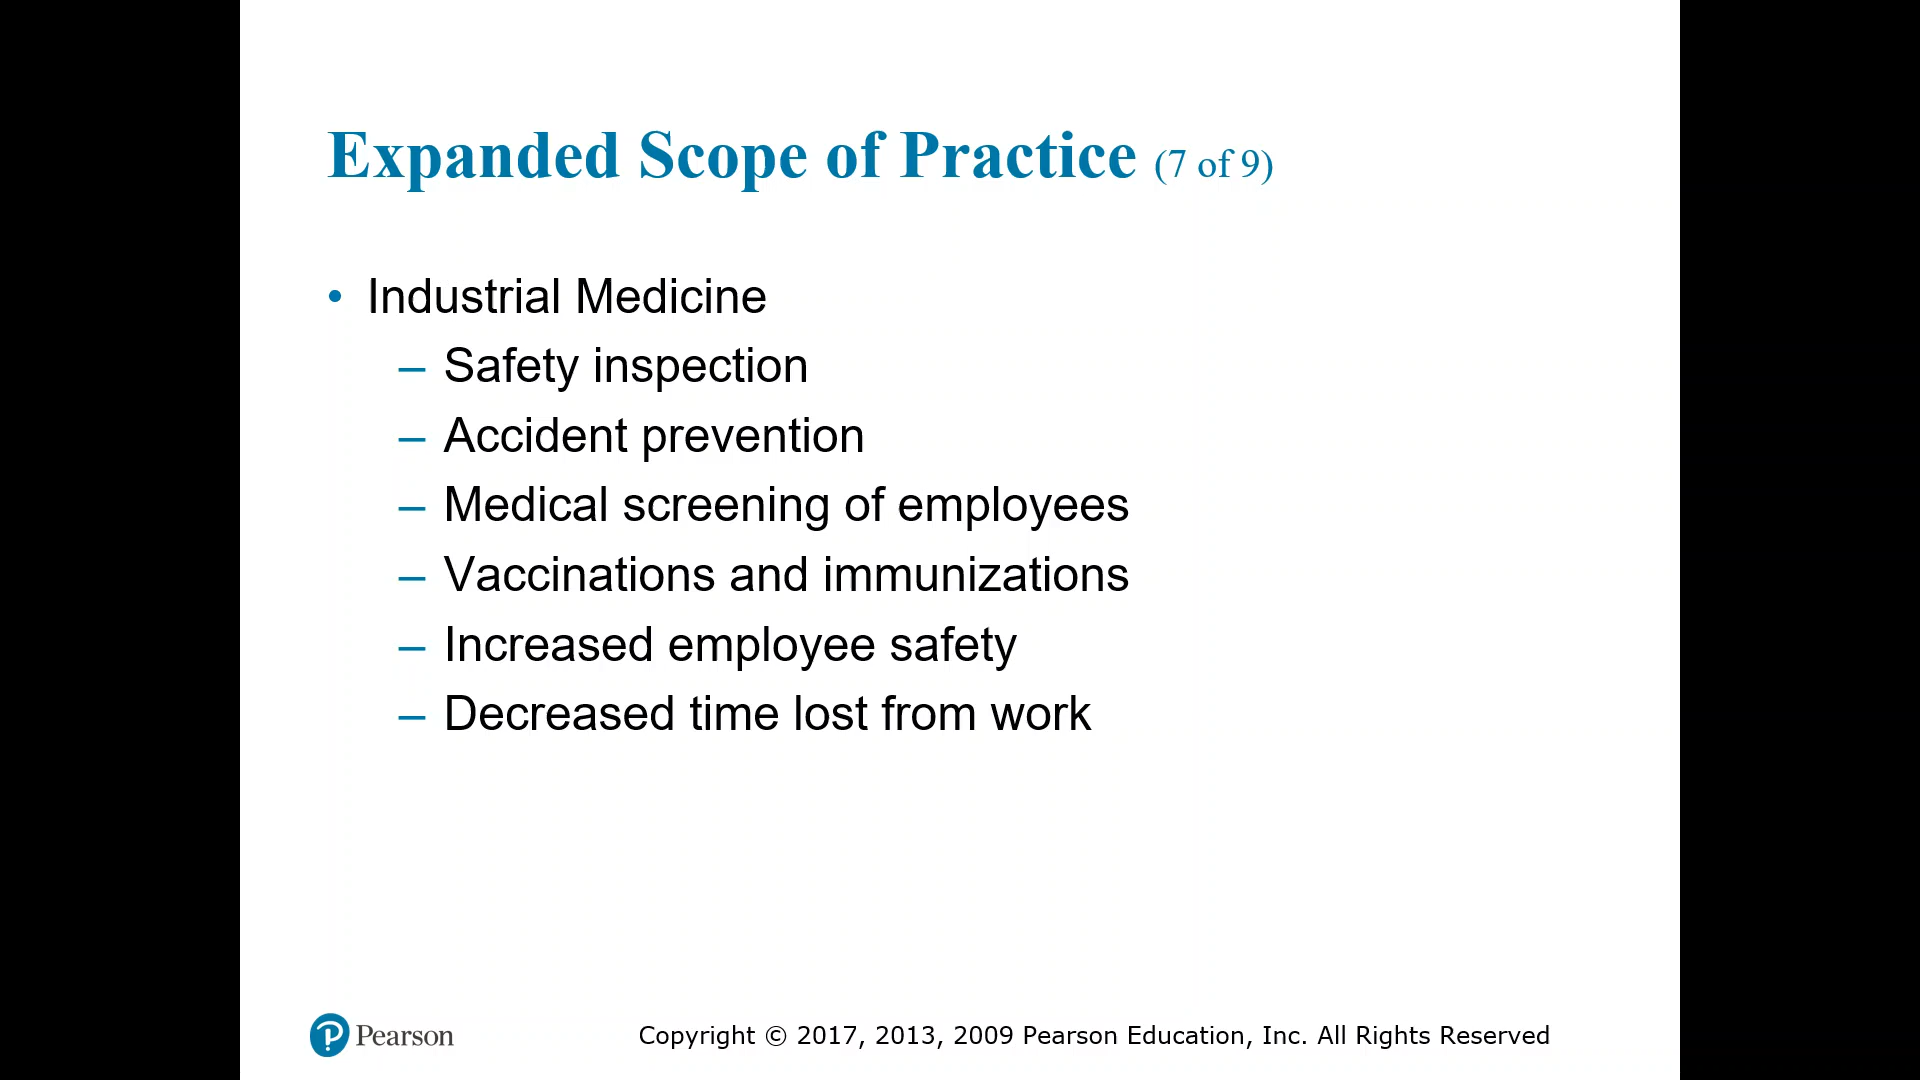 Expanded Scope of Practice (7 of 9)
• Industrial Medicine
– Safety inspection
– Accident prevention
– Medical screening of employees
– Vaccinations and immunizations
– Increased employee safety
– Decreased time lost from work
Pearson
Copyright © 2017, 2013, 2009 Pearson Education, Inc. All Rights Reserved